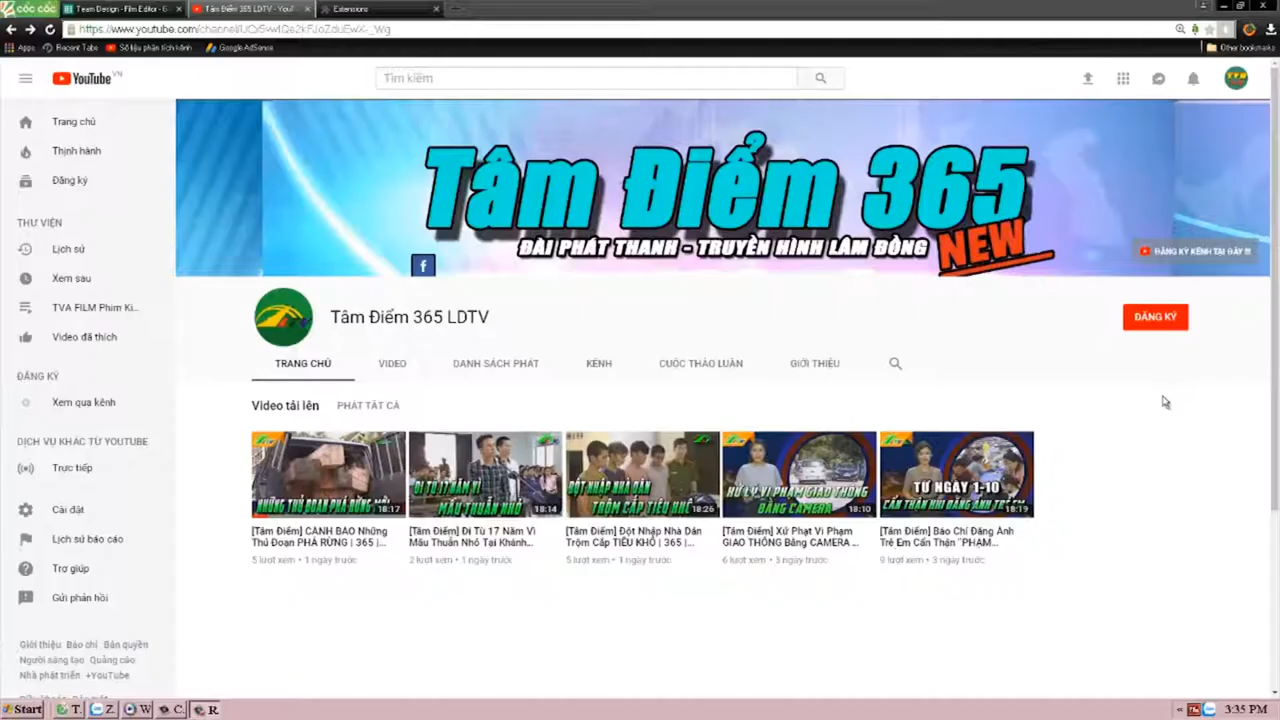 cốc cốc
Team Design - Film Editor - G
Tâm Điểm 365 LDTV - YouT
Extensions
Apps
Recent Tabs
Số liệu phân tích kênh
Google AdSense
Other bookmarks
YouTube VN
Tìm kiếm
Trang chủ
Thịnh hành
Đăng ký
THƯ VIỆN
Lịch sử
Xem sau
TVA FILM Phim Ki...
Video đã thích
ĐĂNG KÝ
Xem qua kênh
DỊCH VỤ KHÁC TỪ YOUTUBE
Trực tiếp
Cài đặt
Lịch sử báo cáo
Trợ giúp
Gửi phản hồi
Giới thiệu Báo chí Bản quyền
Người sáng tạo Quảng cáo
Nhà phát triển +YouTube
Tâm Điểm 365
ĐÀI PHÁT THANH - TRUYỀN HÌNH LÂM ĐỒNG
NEW
ĐĂNG KÝ KÊNH TẠI ĐÂY !!!
Tâm Điểm 365 LDTV
ĐĂNG KÝ
TRANG CHỦ VIDEO DANH SÁCH PHÁT KÊNH CUỘC THẢO LUẬN GIỚI THIỆU
Video tải lên PHÁT TẤT CẢ
NHỮNG THỦ ĐOẠN PHÁ RỪNG MỚI
18:17
ĐI TÙ 17 NĂM VÌ
MÂU THUẪN NHỎ
18:14
ĐỘT NHẬP NHÀ DÂN
TRỘM CẮP TIÊU KHÔ
18:26
XỬ LÝ VI PHẠM GIAO THÔNG
BẰNG CAMERA
18:10
TỪ NGÀY 1-10
CẨN THẬN KHI ĐĂNG ẢNH TRẺ EM
18:19
[Tâm Điểm] CẢNH BÁO Những
Thủ Đoạn PHÁ RỪNG | 365 |...
5 lượt xem • 1 ngày trước
[Tâm Điểm] Đi Tù 17 Năm Vì
Mâu Thuẫn Nhỏ Tại Khánh...
2 lượt xem • 1 ngày trước
[Tâm Điểm] Đột Nhập Nhà Dân
Trộm Cắp TIÊU KHÔ | 365 |...
5 lượt xem • 1 ngày trước
[Tâm Điểm] Xử Phạt Vi Phạm
GIAO THÔNG Bằng CAMERA ...
6 lượt xem • 3 ngày trước
[Tâm Điểm] Báo Chí Đăng Ảnh
Trẻ Em Cẩn Thận "PHẠM...
9 lượt xem • 3 ngày trước
Start
T.
Z.
W
C.
R
3:35 PM